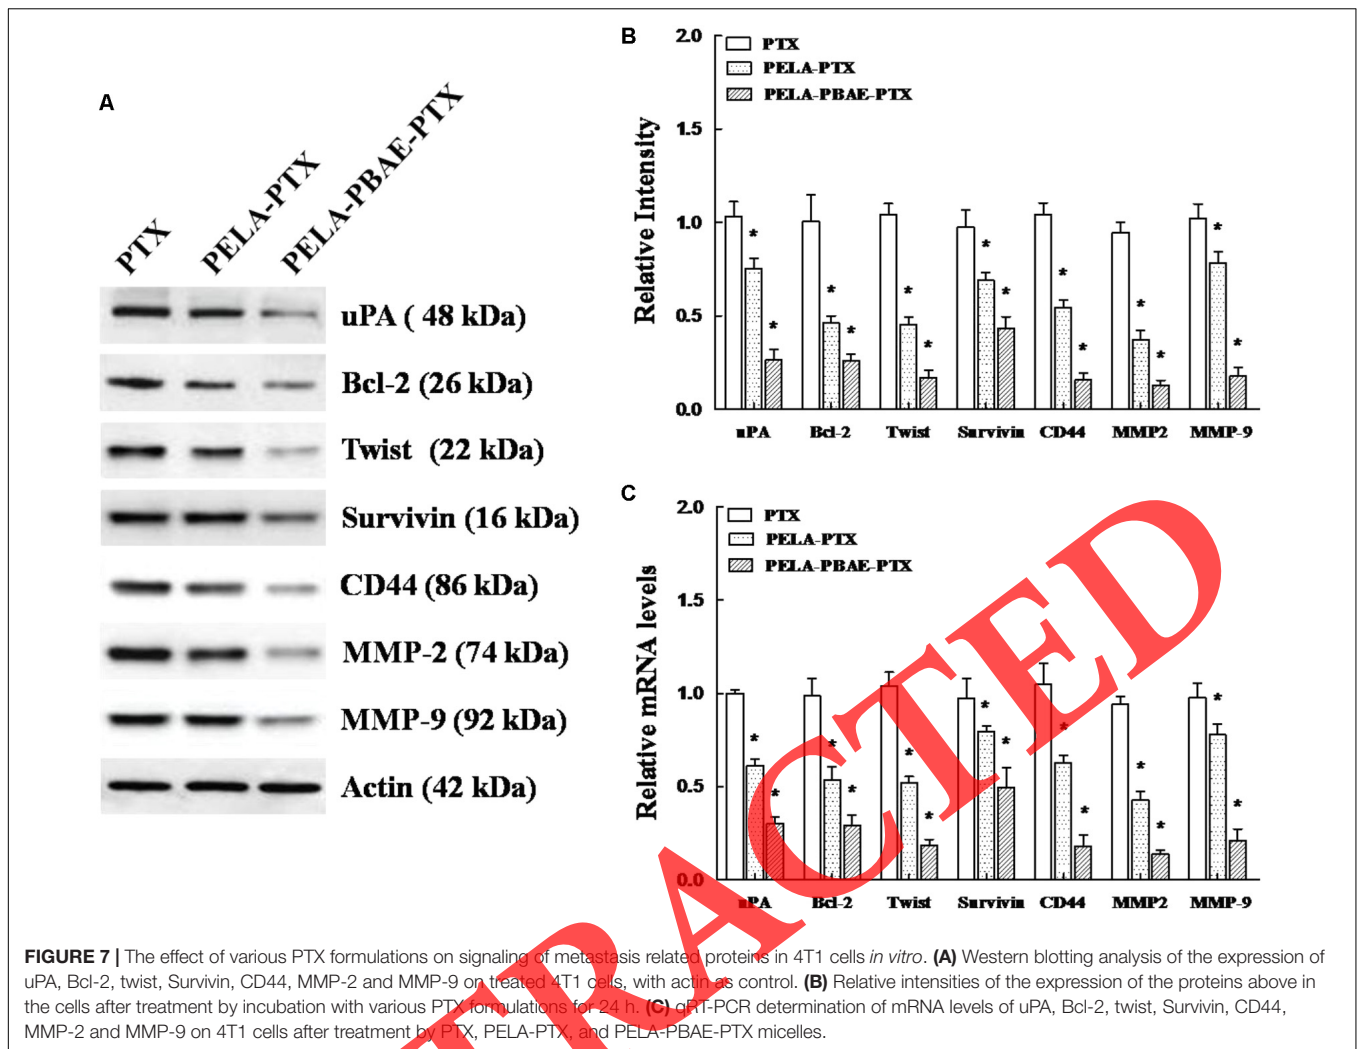 A
PTX
PELA-PTX
PELA-PBAE-PTX
uPA ( 48 kDa)
Bcl-2 (26 kDa)
Twist (22 kDa)
Survivin (16 kDa)
CD44 (86 kDa)
MMP-2 (74 kDa)
MMP-9 (92 kDa)
Actin (42 kDa)
B
Relative Intensity
2.0
1.5
1.0
0.5
0.0
PTX
PELA-PTX
PELA-PBAE-PTX
* * * * * * * * * * * * * *
uPA Bcl-2 Twist Survivin CD44 MMP2 MMP-9
C
Relative mRNA levels
2.0
1.5
1.0
0.5
0.0
PTX
PELA-PTX
PELA-PBAE-PTX
* * * * * * * * * * * * * *
uPA Bcl-2 Twist Survivin CD44 MMP2 MMP-9
FIGURE 7 | The effect of various PTX formulations on signaling of metastasis related proteins in 4T1 cells in vitro. (A) Western blotting analysis of the expression of
uPA, Bcl-2, twist, Survivin, CD44, MMP-2 and MMP-9 on treated 4T1 cells, with actin as control. (B) Relative intensities of the expression of the proteins above in
the cells after treatment by incubation with various PTX formulations for 24 h. (C) qRT-PCR determination of mRNA levels of uPA, Bcl-2, twist, Survivin, CD44,
MMP-2 and MMP-9 on 4T1 cells after treatment by PTX, PELA-PTX, and PELA-PBAE-PTX micelles.
TRACTED